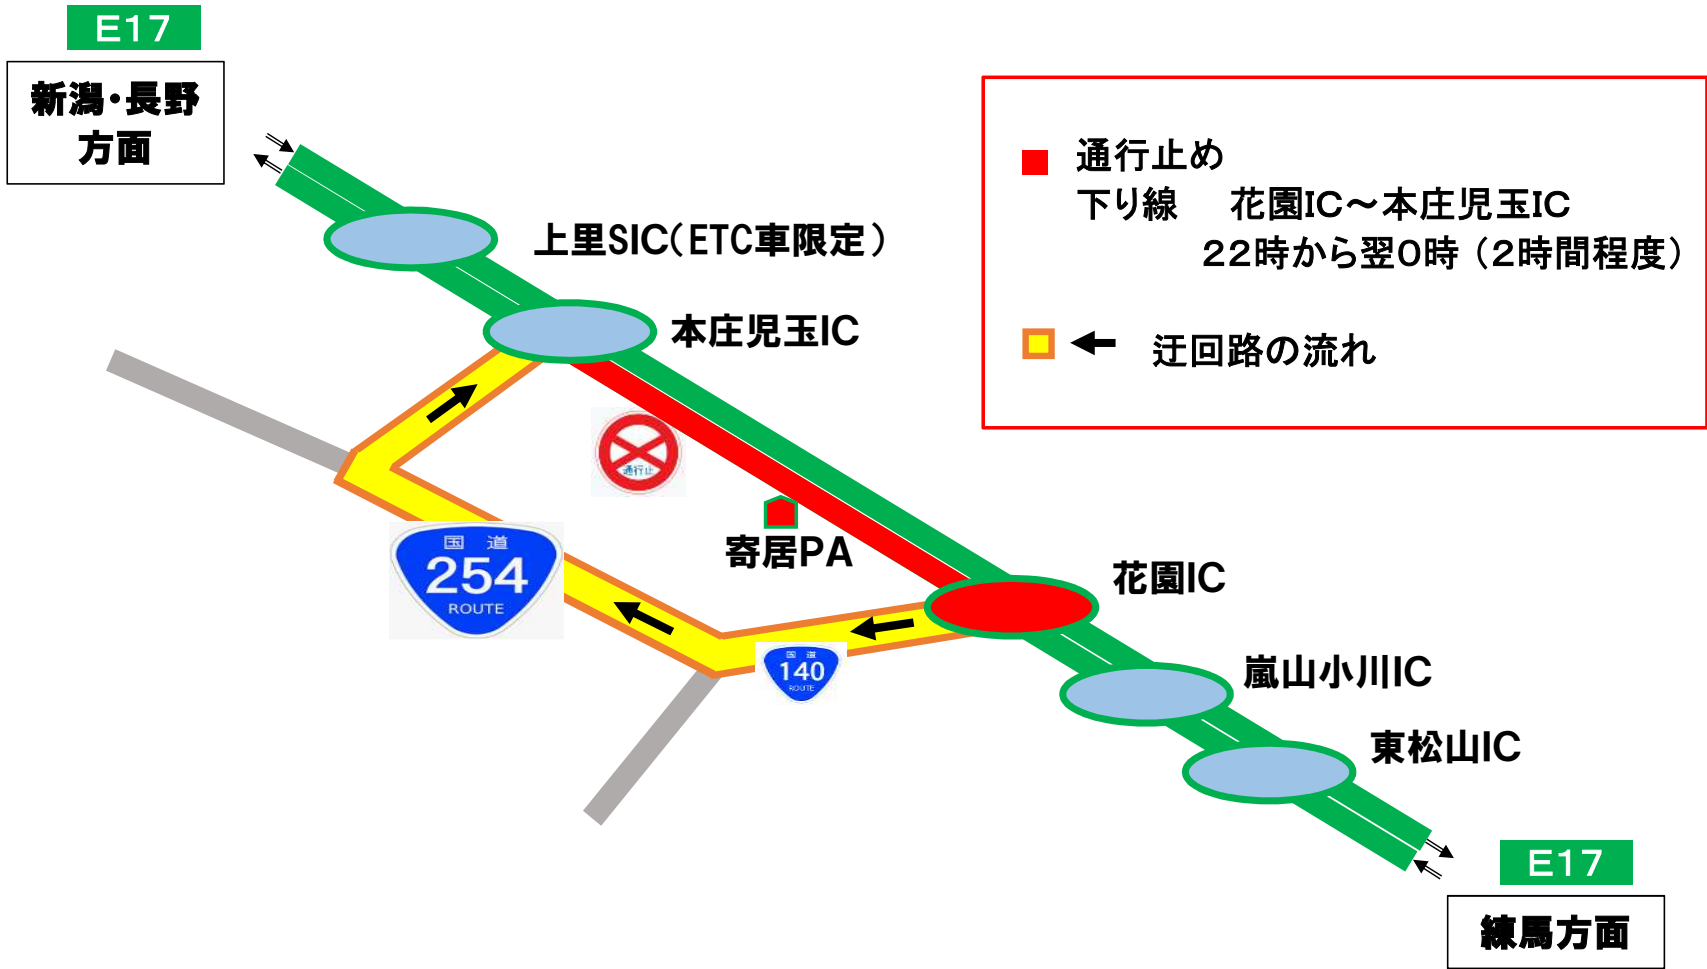 E17
新潟・長野
方面
通行止め
下り線 花園IC～本庄児玉IC
22時から翌0時（2時間程度）
迂回路の流れ
上里SIC（ETC車限定）
本庄児玉IC
通行止
寄居PA
国道
254
ROUTE
花園IC
国道
140
ROUTE
嵐山小川IC
東松山IC
E17
練馬方面